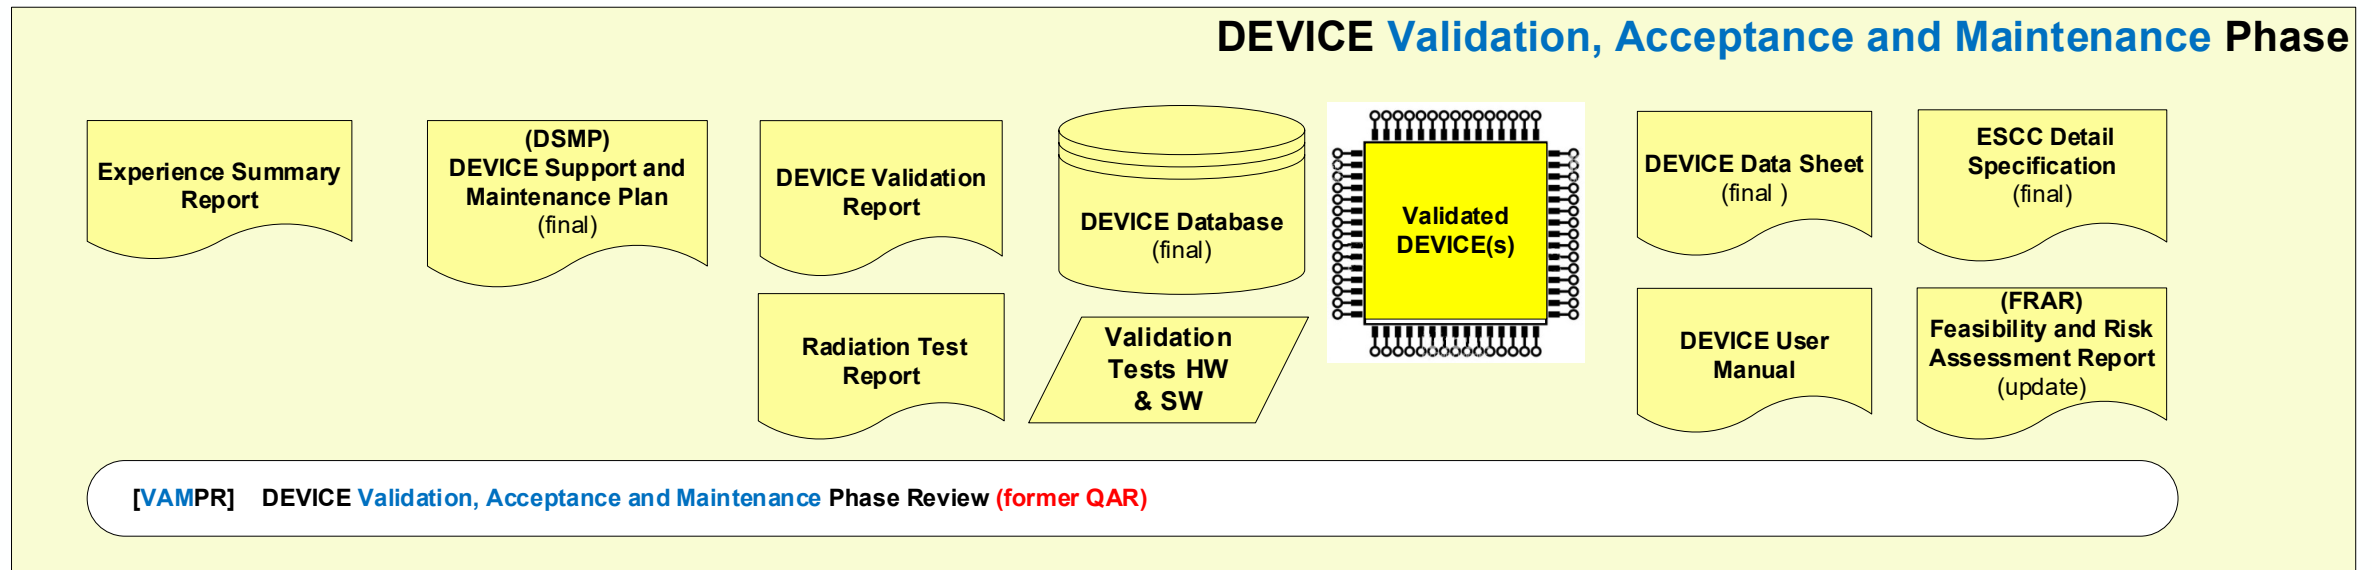 DEVICE Validation, Acceptance and Maintenance Phase
Experience Summary
Report
(DSMP)
DEVICE Support and
Maintenance Plan
(final)
DEVICE Validation
Report
DEVICE Database
(final)
Validated
DEVICE(s)
DEVICE Data Sheet
(final )
ESCC Detail
Specification
(final)
Radiation Test
Report
Validation
Tests HW
& SW
DEVICE User
Manual
(FRAR)
Feasibility and Risk
Assessment Report
(update)
[VAMPR] DEVICE Validation, Acceptance and Maintenance Phase Review (former QAR)